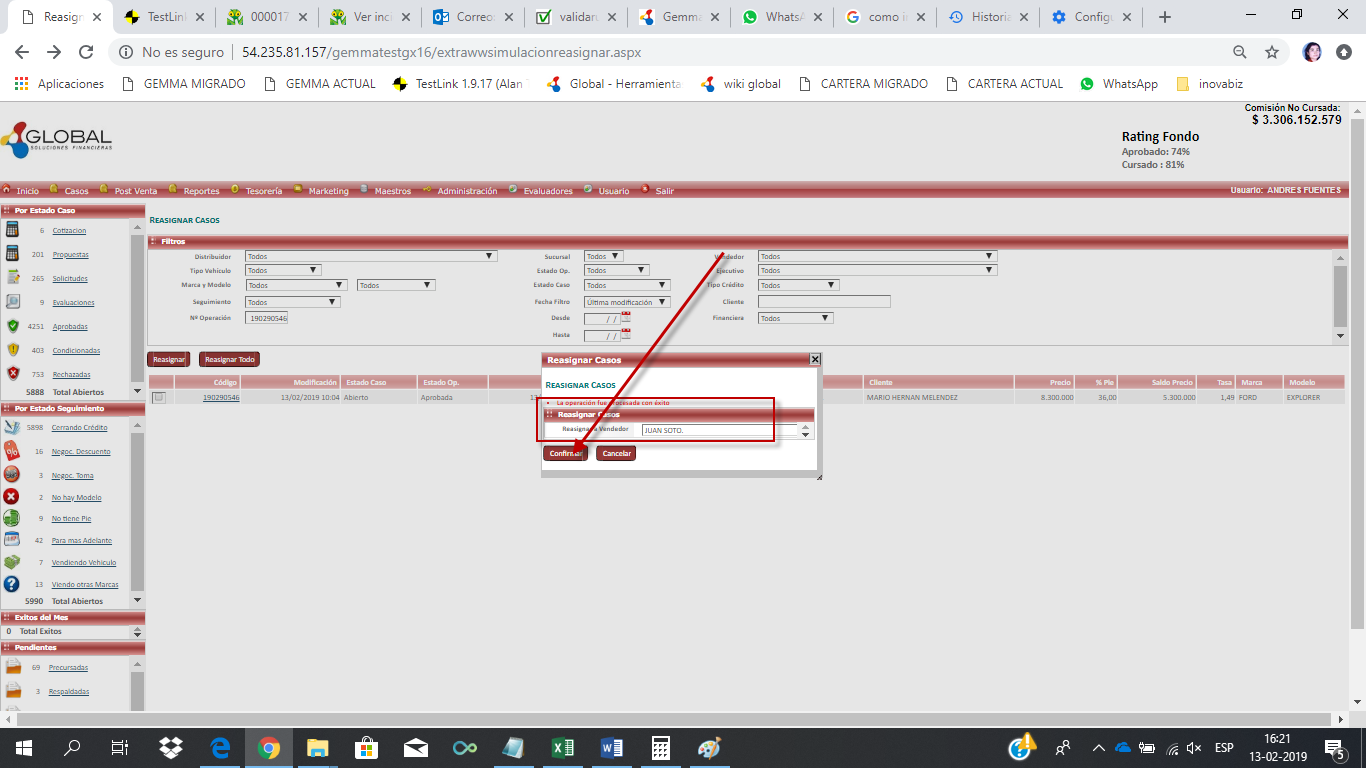 Reasign
TestLink
000017
Ver inci
Correo
validaru
Gemma
WhatsA
como i
Historia
Configu
No es seguro
54.235.81.157/gemmatestgx16/extrawwsimulacionreasignar.aspx
Aplicaciones
GEMMA MIGRADO
GEMMA ACTUAL
TestLink 1.9.17 (Alan
Global - Herramienta
wiki global
CARTERA MIGRADO
CARTERA ACTUAL
WhatsApp
inovabiz
GLOBAL
SOLUCIONES FINANCIERAS
Comisión No Cursada:
$ 3.306.152.579
Rating Fondo
Aprobado: 74%
Cursado : 81%
Inicio
Casos
Post Venta
Reportes
Tesorería
Marketing
Maestros
Administración
Evaluadores
Usuario
Salir
Usuario: ANDRES FUENTES
Por Estado Caso
6 Cotizacion
201 Propuestas
265 Solicitudes
9 Evaluaciones
4251 Aprobadas
403 Condicionadas
753 Rechazadas
5888 Total Abiertos
Por Estado Seguimiento
5898 Cerrando Crédito
16 Negoc. Descuento
3 Negoc. Toma
2 No hay Modelo
9 No tiene Pie
42 Para mas Adelante
7 Vendiendo Vehiculo
13 Viendo otras Marcas
5990 Total Abiertos
Exitos del Mes
0 Total Exitos
Pendientes
69 Precursadas
3 Respaldadas
REASIGNAR CASOS
Filtros
Distribuidor Todos
Sucursal Todos
Vendedor Todos
Tipo Vehiculo Todos
Estado Op. Todos
Ejecutivo Todos
Marca y Modelo Todos Todos
Estado Caso Todos
Tipo Crédito Todos
Seguimiento Todos
Fecha Filtro Última modificación
Cliente
Nº Operación 190290546
Desde / /
Financiera Todos
Hasta / /
Reasignar
Reasignar Todo
Código Modificación Estado Caso Estado Op. Cliente Precio % Pie Saldo Precio Tasa Marca Modelo
190290546 13/02/2019 10:04 Abierto Aprobada MARIO HERNAN MELENDEZ 8.300.000 36,00 5.300.000 1,49 FORD EXPLORER
Reasignar Casos
REASIGNAR CASOS
La operación fue procesada con éxito
Reasignar Casos
Reasignar a Vendedor JUAN SOTO.
Confirmar
Cancelar
ESP
16:21
13-02-2019
5